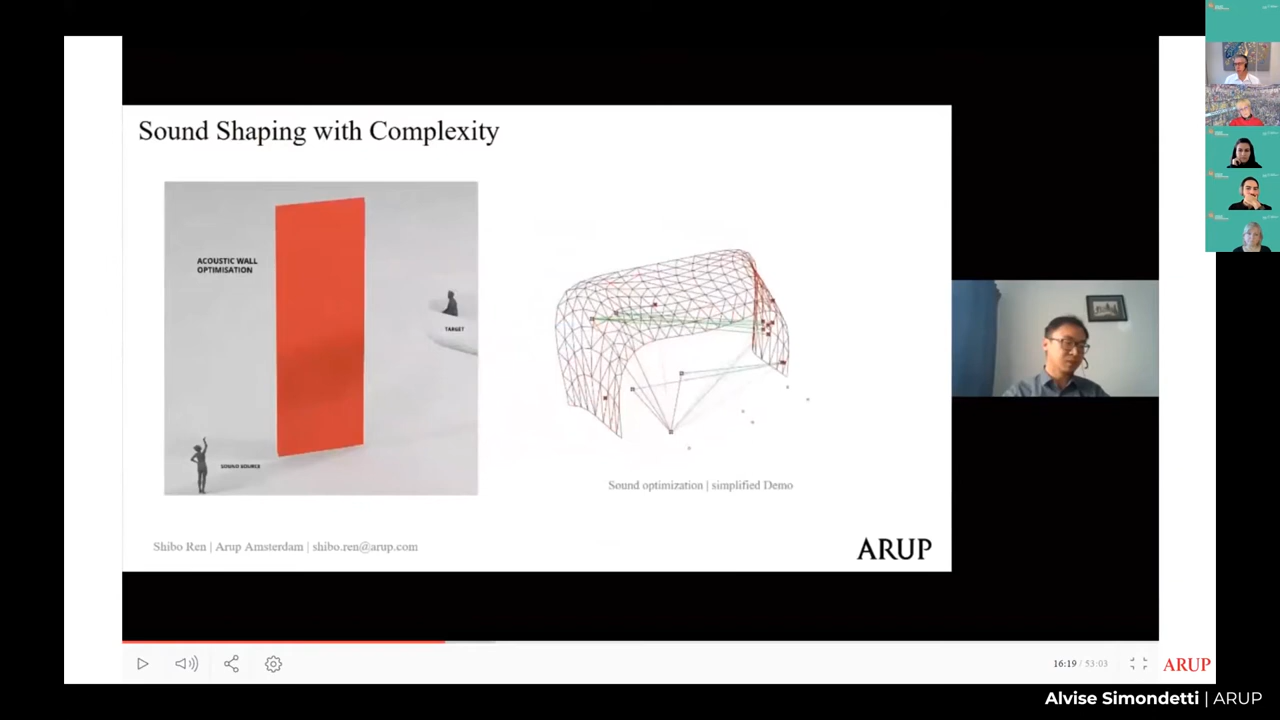 Sound Shaping with Complexity
ACOUSTIC WALL
OPTIMISATION
TARGET
SOUND SOURCE
Sound optimization | simplified Demo
Shibo Ren | Arup Amsterdam | shibo.ren@arup.com
ARUP
16:19 / 53:03
ARUP
Alvise Simondetti | ARUP